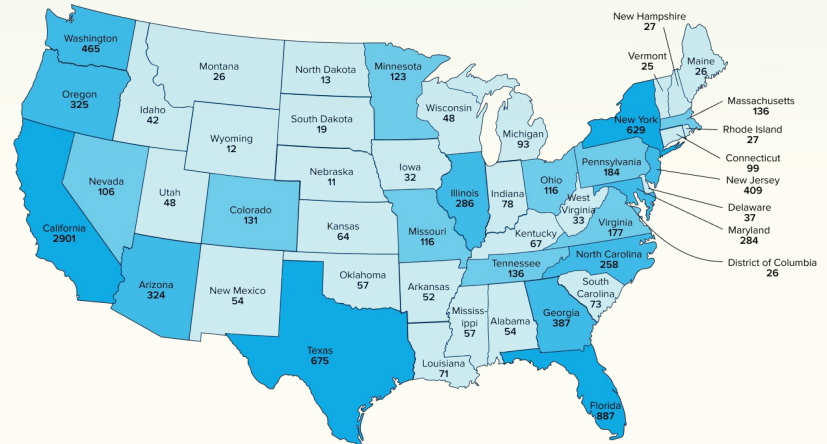 New Hampshire
27
Vermont
25
Maine
26
Washington
465
Montana
26
North Dakota
13
Minnesota
123
Oregon
325
Idaho
42
Wisconsin
48
Massachusetts
136
South Dakota
19
New York
629
Rhode Island
27
Michigan
93
Wyoming
12
Connecticut
99
Pennsylvania
184
New Jersey
409
Iowa
32
Nebraska
11
Nevada
106
Utah
48
Illinois
286
Indiana
78
Ohio
116
Delaware
37
West
Virginia
33
Colorado
131
Maryland
284
California
2901
Kansas
64
Missouri
116
Virginia
177
Kentucky
67
District of Columbia
26
North Carolina
258
Tennessee
136
Oklahoma
57
Arizona
324
New Mexico
54
Arkansas
52
South
Carolina
73
Mississ-
ippi
57
Alabama
54
Georgia
387
Texas
675
Louisiana
71
Florida
887